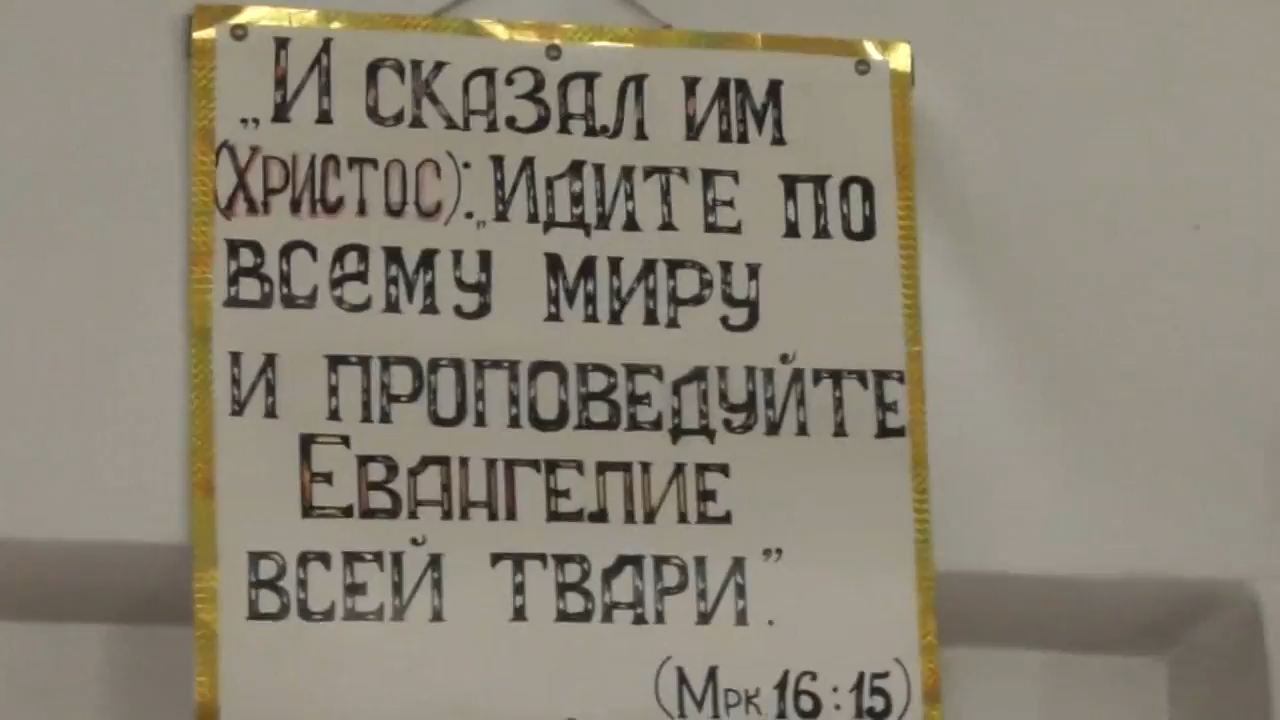 „И СКАЗАЛ ИМ
(ХРИСТОС): „ИДИТЕ ПО
ВСЕМУ МИРУ
И ПРОПОВЕДУЙТЕ
ЕВАНГЕЛИЕ
ВСЕЙ ТВАРИ”.
(Мрк 16:15)